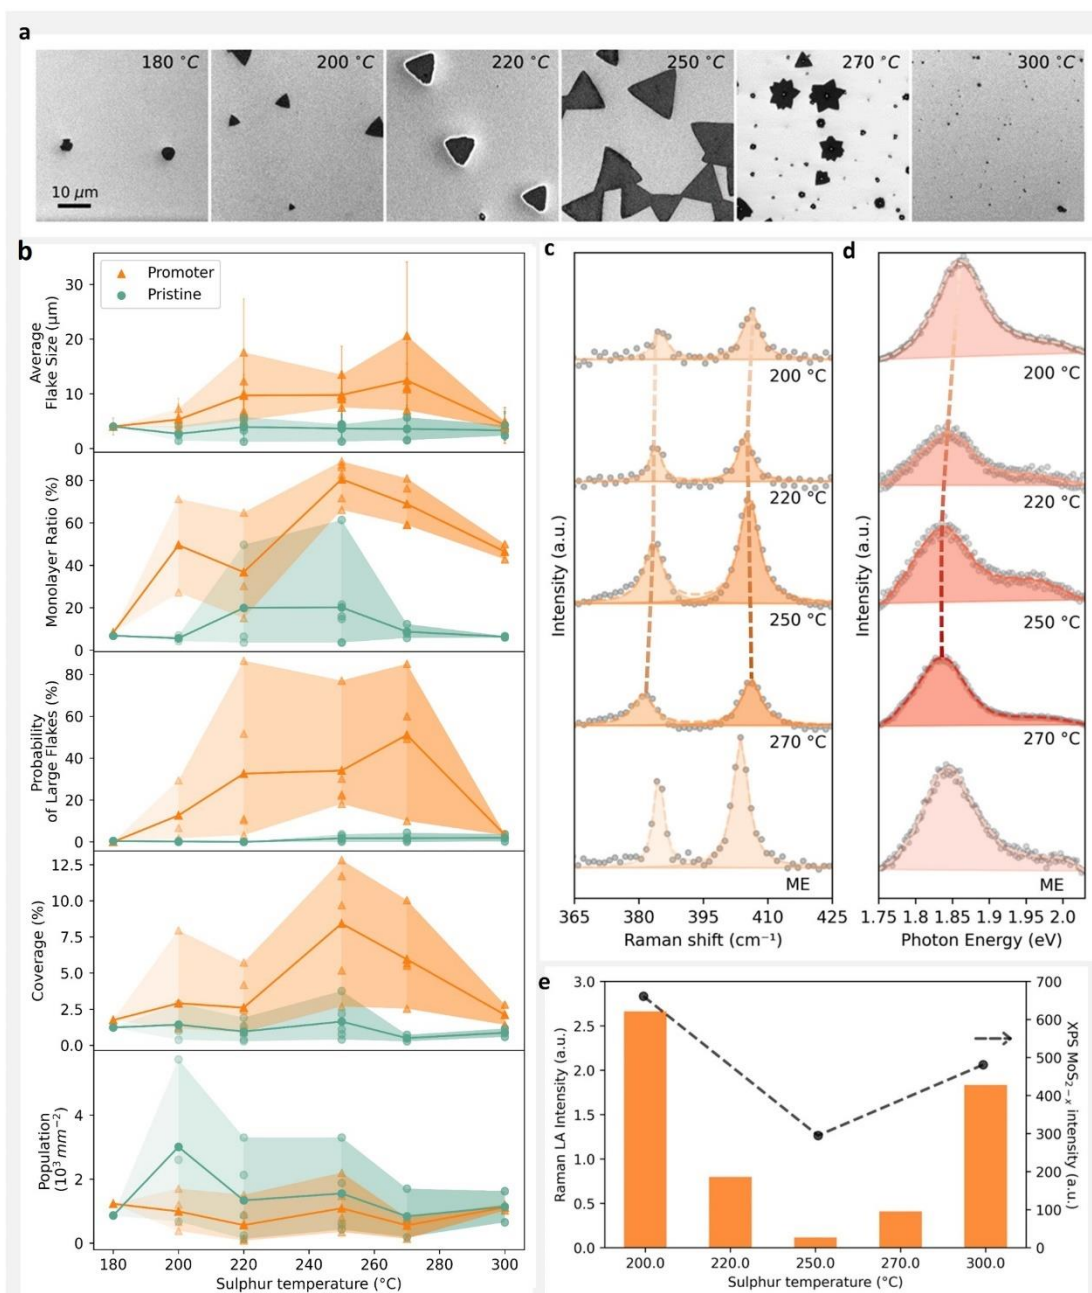 a
180 °C
200 °C
220 °C
250 °C
270 °C
300 °C
10 μm
b
Promoter
Pristine
Average
Flake Size (μm)
30
20
10
0
Monolayer Ratio (%)
80
60
40
20
0
Probability
of Large Flakes (%)
80
60
40
20
0
Coverage (%)
12.5
10.0
7.5
5.0
2.5
0.0
Population
(10³ mm⁻²)
4
2
0
180 200 220 240 260 280 300
Sulphur temperature (°C)
c
Intensity (a.u.)
200 °C
220 °C
250 °C
270 °C
ME
365 380 395 410 425
Raman shift (cm⁻¹)
d
Intensity (a.u.)
200 °C
220 °C
250 °C
270 °C
ME
1.75 1.8 1.85 1.9 1.95 2.0
Photon Energy (eV)
e
Raman LA Intensity (a.u.)
3.0
2.5
2.0
1.5
1.0
0.5
0.0
700
600
500
400
300
200
100
0
XPS MoS₂₋ₓ intensity (a.u.)
200.0 220.0 250.0 270.0 300.0
Sulphur temperature (°C)